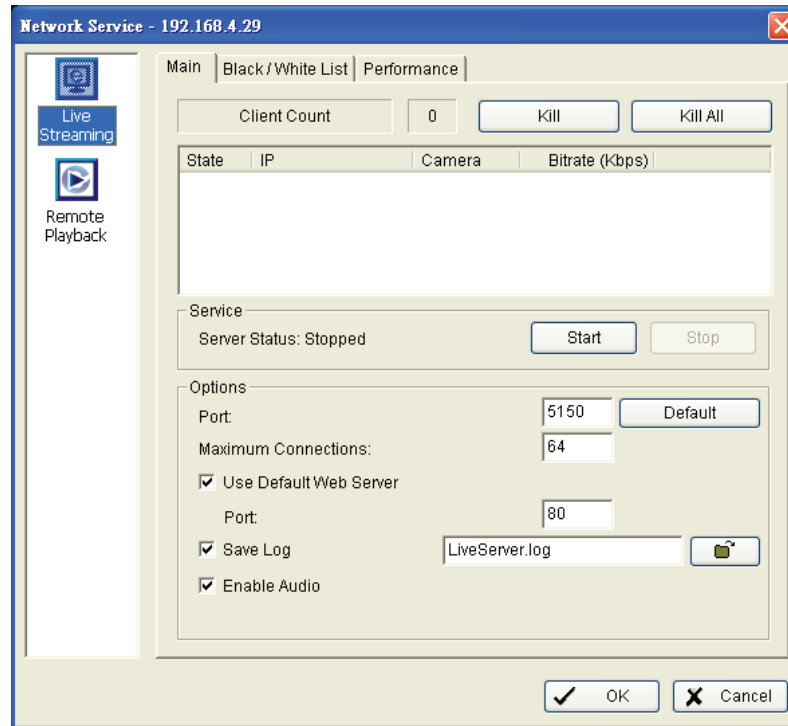 Network Service - 192.168.4.29
Live
Streaming
Remote
Playback
Main Black / White List Performance
Client Count 0 Kill Kill All
State IP Camera Bitrate (Kbps)
Service
Server Status: Stopped Start Stop
Options
Port: 5150 Default
Maximum Connections: 64
Use Default Web Server
Port: 80
Save Log LiveServer.log
Enable Audio
OK Cancel